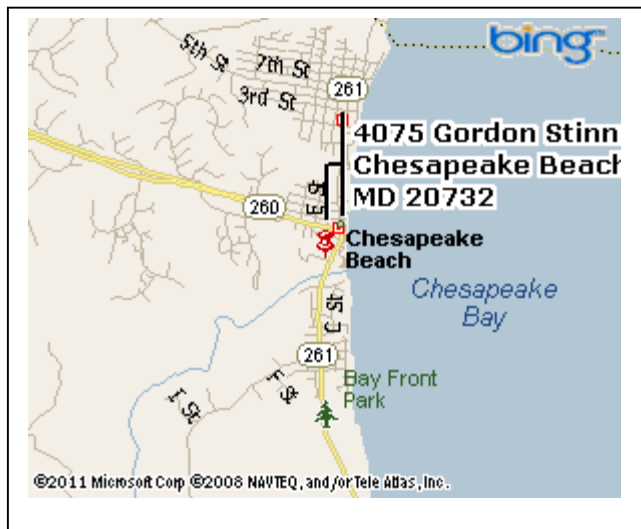 bing
5th St
7th St
3rd St
261
4075 Gordon Stinn
Chesapeake Beach
MD 20732
E St
260
Chesapeake
Beach
Chesapeake
Bay
J St
261
Bay Front
Park
F St
I St
©2011 Microsoft Corp ©2008 NAVTEQ, and/or Tele Atlas, Inc.